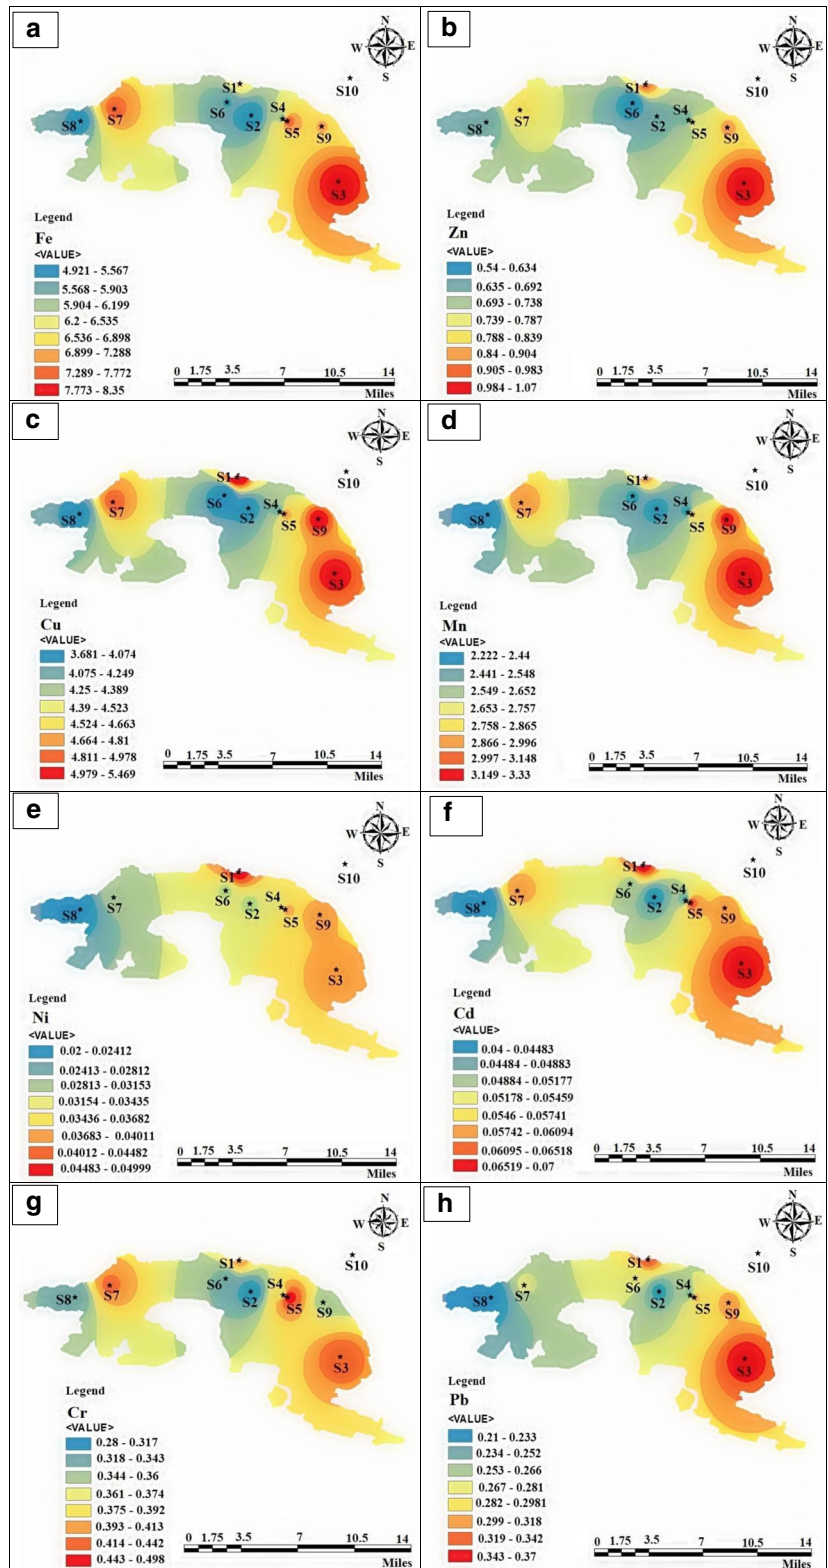 a
N
W E
S
S1
S10
S6
S4
S8
S7
S2
S5
S9
S3
Legend
Fe
<VALUE>
4.921 - 5.567
5.568 - 5.903
5.904 - 6.199
6.2 - 6.535
6.536 - 6.898
6.899 - 7.288
7.289 - 7.772
7.773 - 8.35
0 1.75 3.5 7 10.5 14
Miles
b
N
W E
S
S1
S10
S6
S4
S7
S2
S5
S8
S9
S3
Legend
Zn
<VALUE>
0.54 - 0.634
0.635 - 0.692
0.693 - 0.738
0.739 - 0.787
0.788 - 0.839
0.84 - 0.904
0.905 - 0.983
0.984 - 1.07
0 1.75 3.5 7 10.5 14
Miles
c
N
W E
S
S1
S10
S6
S4
S7
S2
S5
S8
S9
S3
Legend
Cu
<VALUE>
3.681 - 4.074
4.075 - 4.249
4.25 - 4.389
4.39 - 4.523
4.524 - 4.663
4.664 - 4.81
4.811 - 4.978
4.979 - 5.469
0 1.75 3.5 7 10.5 14
Miles
d
N
W E
S
S1
S10
S6
S4
S7
S2
S5
S8
S9
S3
Legend
Mn
<VALUE>
2.222 - 2.44
2.441 - 2.548
2.549 - 2.652
2.653 - 2.757
2.758 - 2.865
2.866 - 2.996
2.997 - 3.148
3.149 - 3.33
0 1.75 3.5 7 10.5 14
Miles
e
N
W E
S
S1
S10
S6
S4
S7
S2
S5
S8
S9
S3
Legend
Ni
<VALUE>
0.02 - 0.02412
0.02413 - 0.02812
0.02813 - 0.03153
0.03154 - 0.03435
0.03436 - 0.03682
0.03683 - 0.04011
0.04012 - 0.04482
0.04483 - 0.04999
0 1.75 3.5 7 10.5 14
Miles
f
N
W E
S
S1
S10
S6
S4
S7
S2
S5
S8
S9
S3
Legend
Cd
<VALUE>
0.04 - 0.04483
0.04484 - 0.04883
0.04884 - 0.05177
0.05178 - 0.05459
0.0546 - 0.05741
0.05742 - 0.06094
0.06095 - 0.06518
0.06519 - 0.07
0 1.75 3.5 7 10.5 14
Miles
g
N
W E
S
S1
S10
S6
S4
S7
S2
S5
S8
S9
S3
Legend
Cr
<VALUE>
0.28 - 0.317
0.318 - 0.343
0.344 - 0.36
0.361 - 0.374
0.375 - 0.392
0.393 - 0.413
0.414 - 0.442
0.443 - 0.498
0 1.75 3.5 7 10.5 14
Miles
h
N
W E
S
S1
S10
S6
S4
S7
S2
S5
S8
S9
S3
Legend
Pb
<VALUE>
0.21 - 0.233
0.234 - 0.252
0.253 - 0.266
0.267 - 0.281
0.282 - 0.2981
0.299 - 0.318
0.319 - 0.342
0.343 - 0.37
0 1.75 3.5 7 10.5 14
Miles